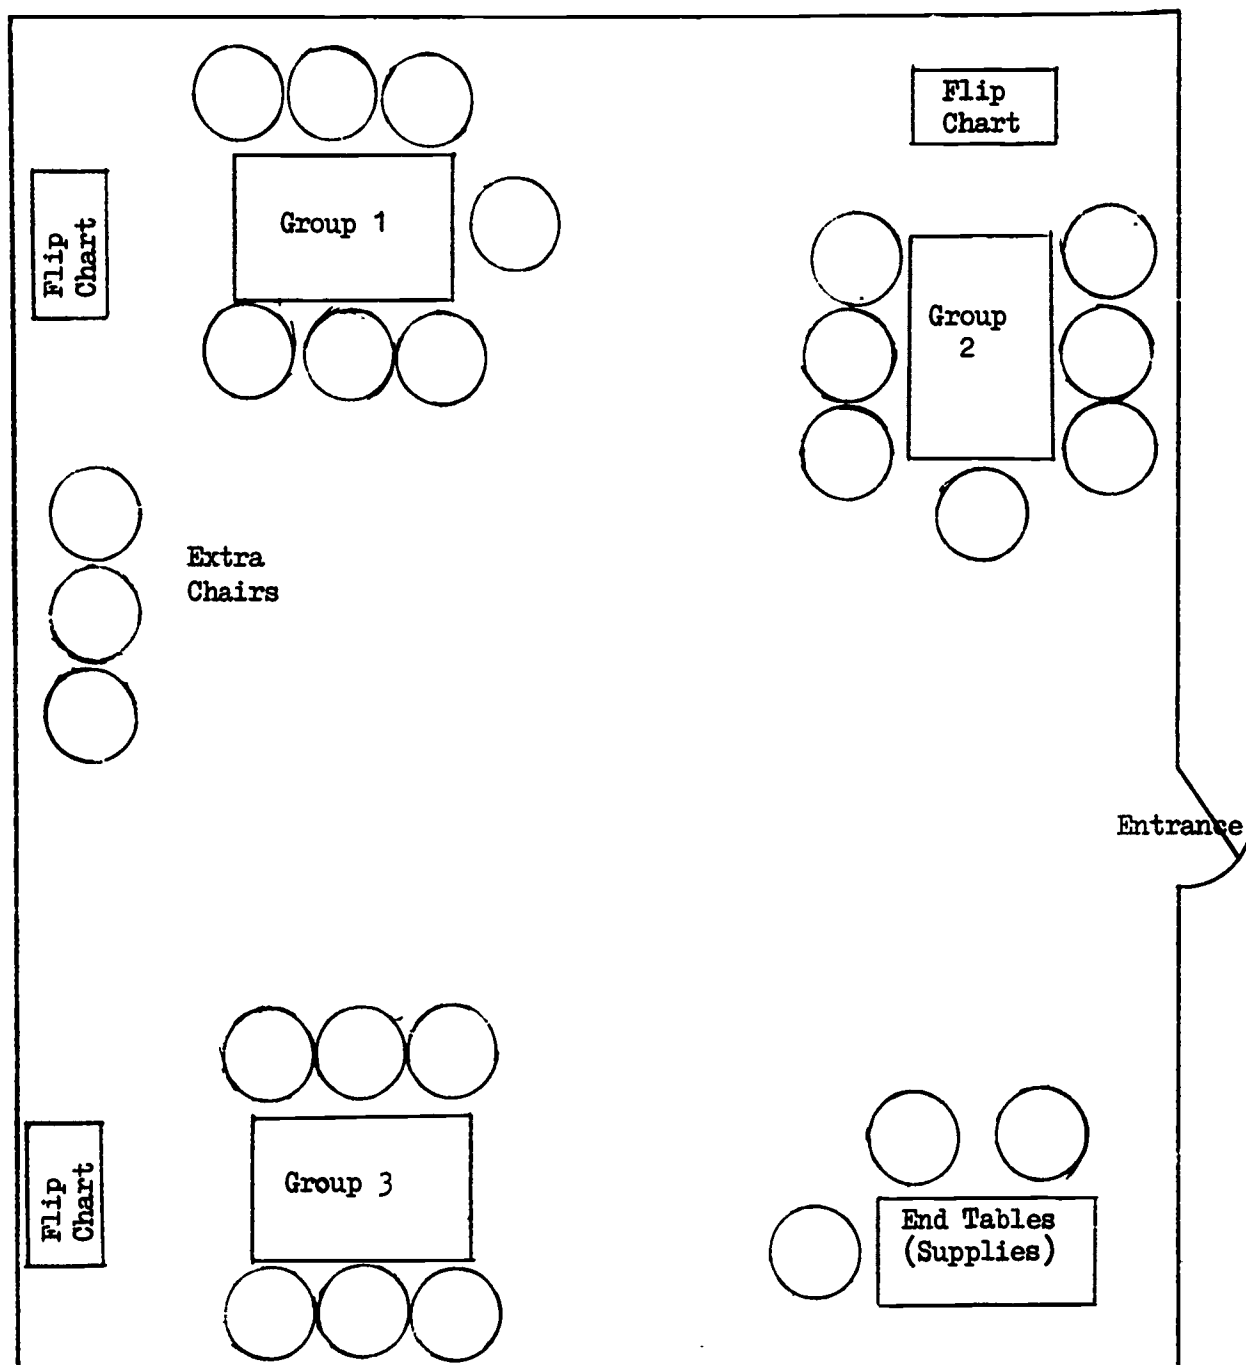 Flip
Chart
Group 1
Flip
Chart
Group
2
Extra
Chairs
Entrance
Group 3
Flip
Chart
End Tables
(Supplies)